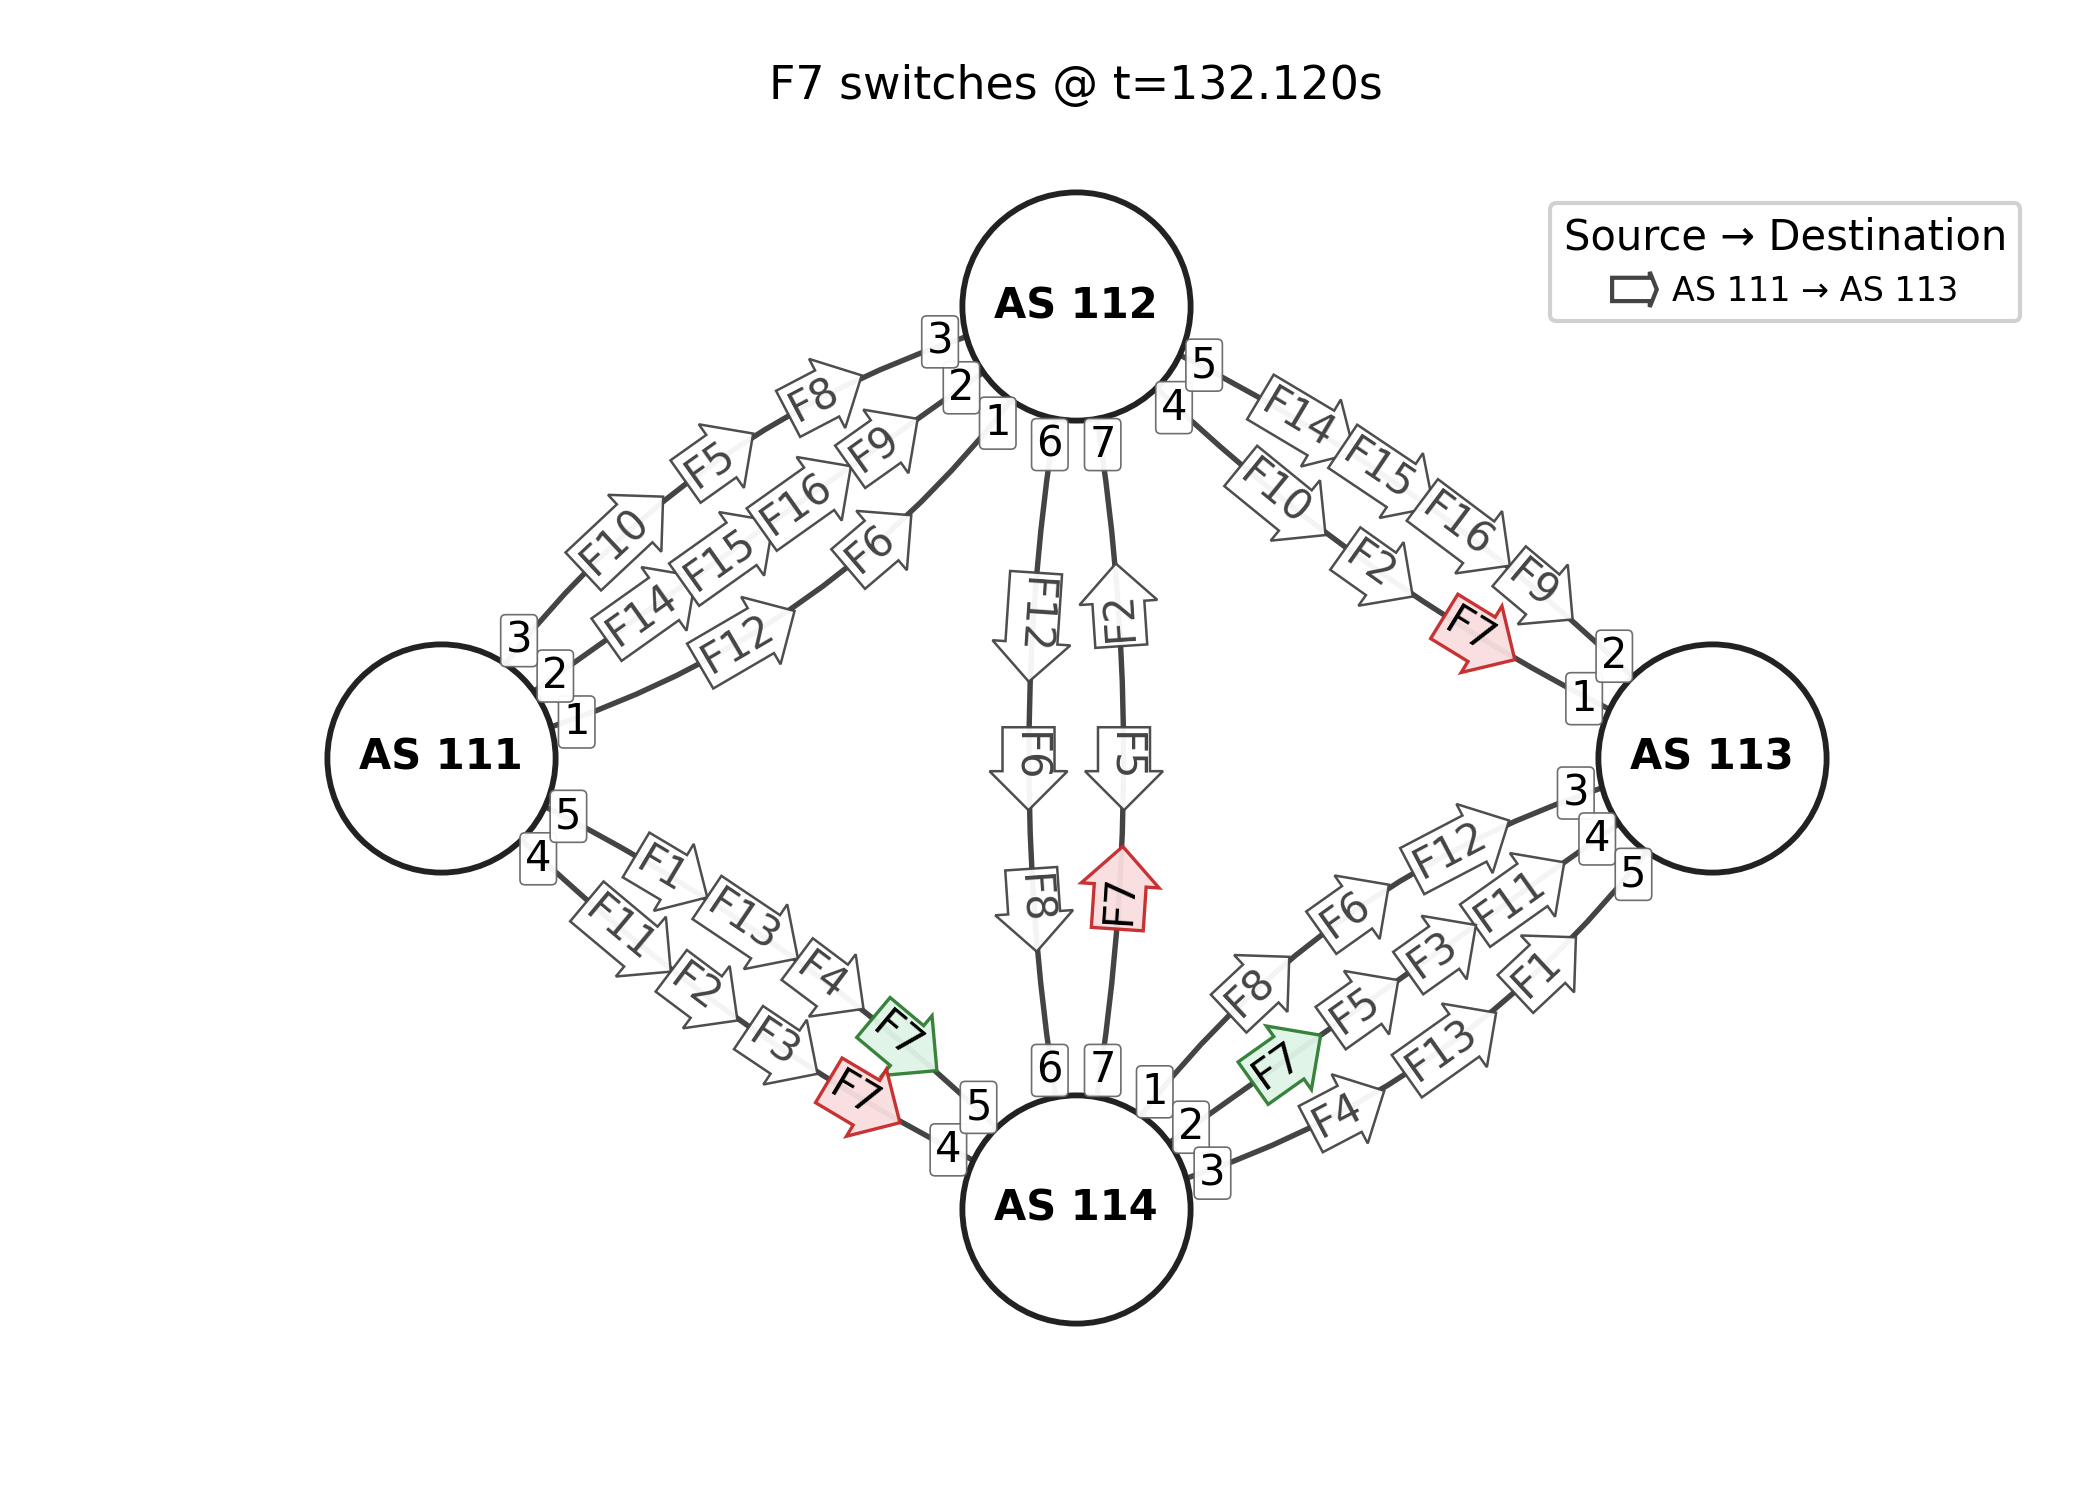 F7 switches @ t=132.120s
Source → Destination
AS 111 → AS 113
AS 112
3
2
1
6
7
4
5
F8
F5
F10
F9
F16
F15
F14
F6
F12
3
2
1
F14
F15
F16
F9
F10
F2
F7
2
1
F12
F6
F8
F2
F5
F7
AS 111
AS 113
5
4
3
4
5
F1
F13
F4
F7
F11
F2
F3
F7
F12
F6
F8
F11
F3
F5
F7
F1
F13
F4
5
4
6
7
1
2
3
AS 114